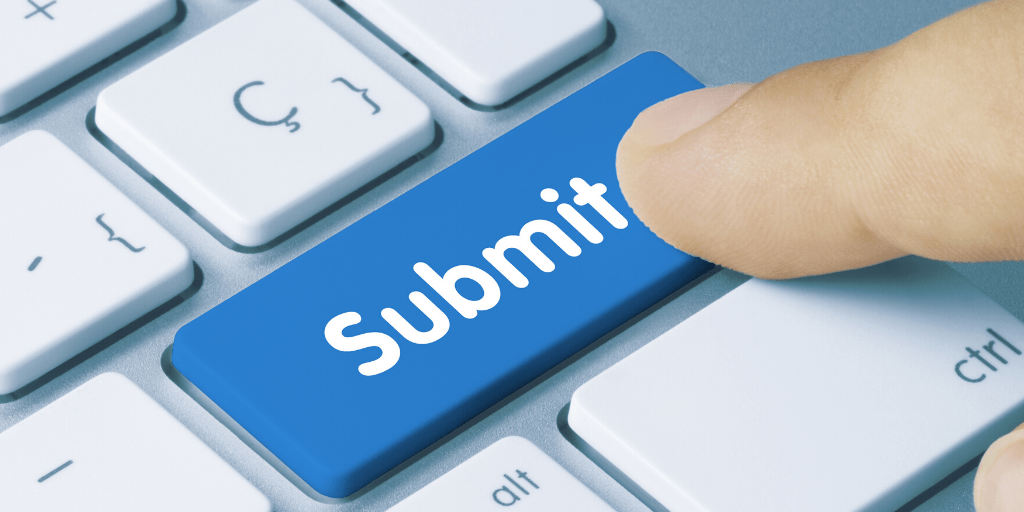 +
Ç }
´ {
Submit
ctrl
-
alt